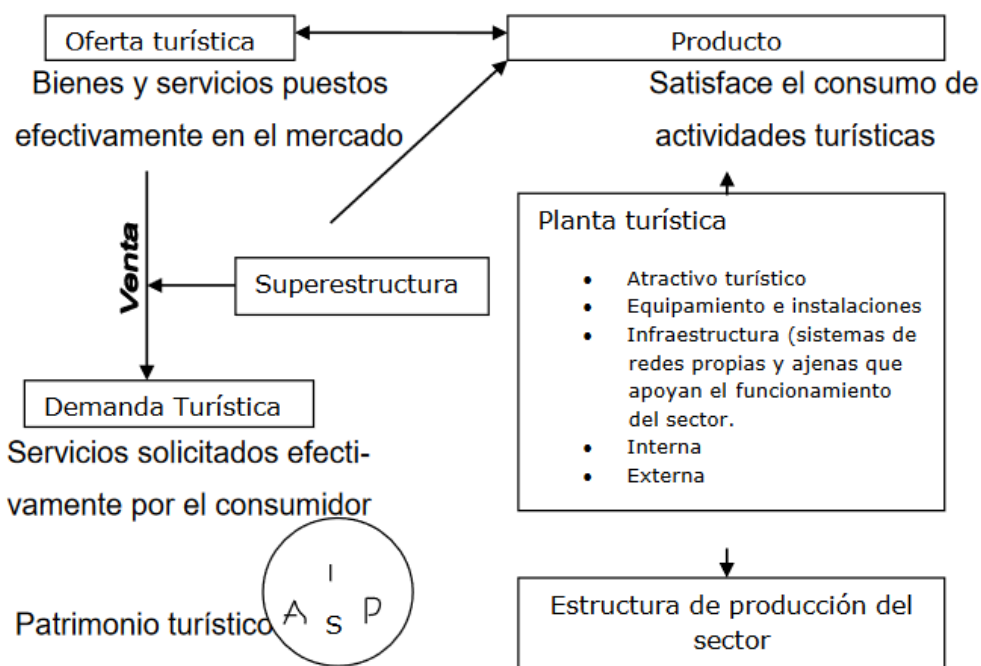 Oferta turística
Producto
Bienes y servicios puestos
efectivamente en el mercado
Satisface el consumo de
actividades turísticas
Venta
Superestructura
Planta turística
• Atractivo turístico
• Equipamiento e instalaciones
• Infraestructura (sistemas de
redes propias y ajenas que
apoyan el funcionamiento
del sector.
• Interna
• Externa
Demanda Turística
Servicios solicitados efecti-
vamente por el consumidor
Patrimonio turístico
I
A S P
Estructura de producción del
sector